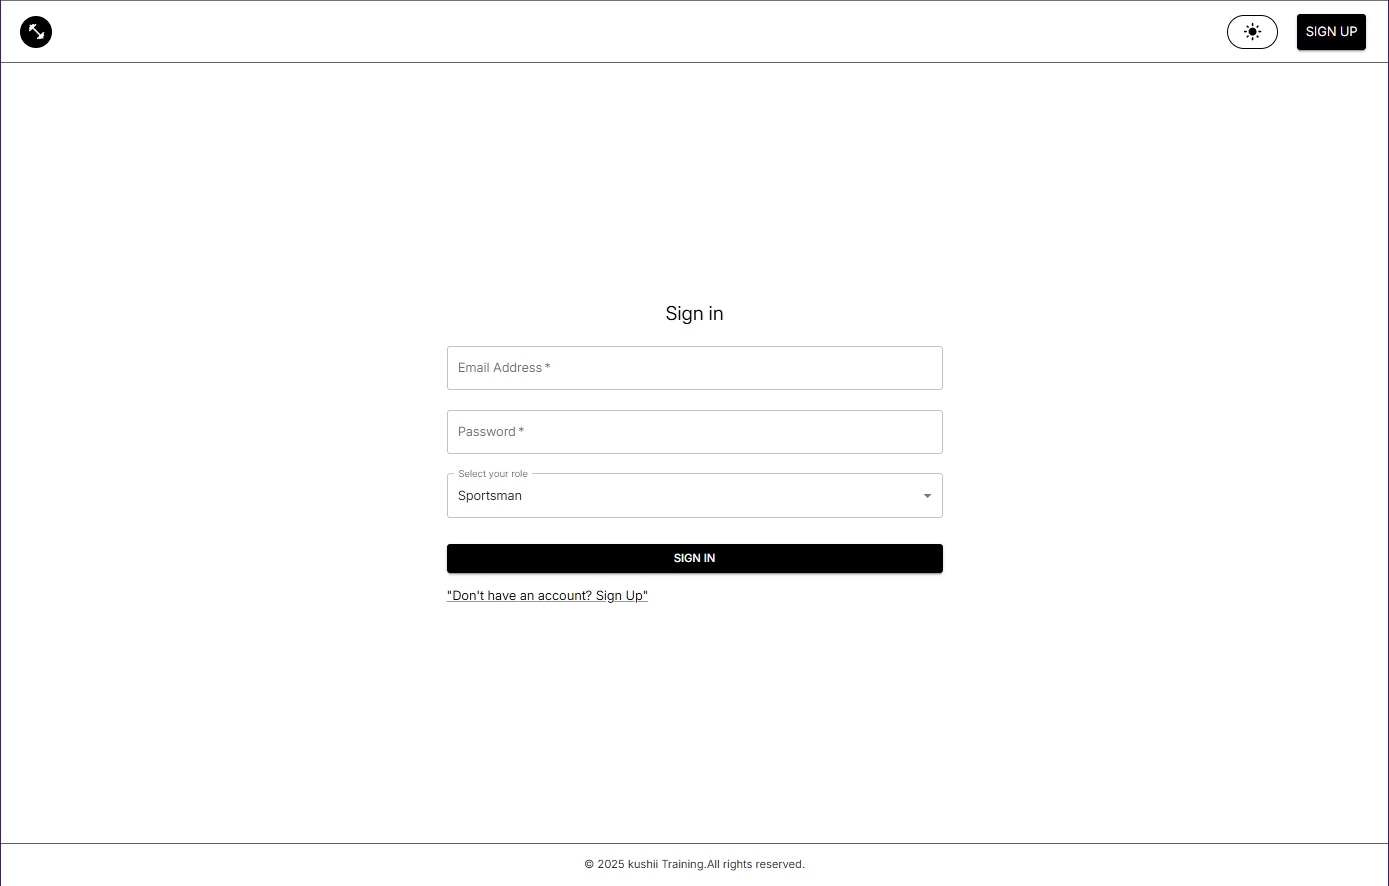 SIGN UP
Sign in
Email Address *
Password *
Select your role
Sportsman
SIGN IN
"Don't have an account? Sign Up"
© 2025 kushii Training.All rights reserved.